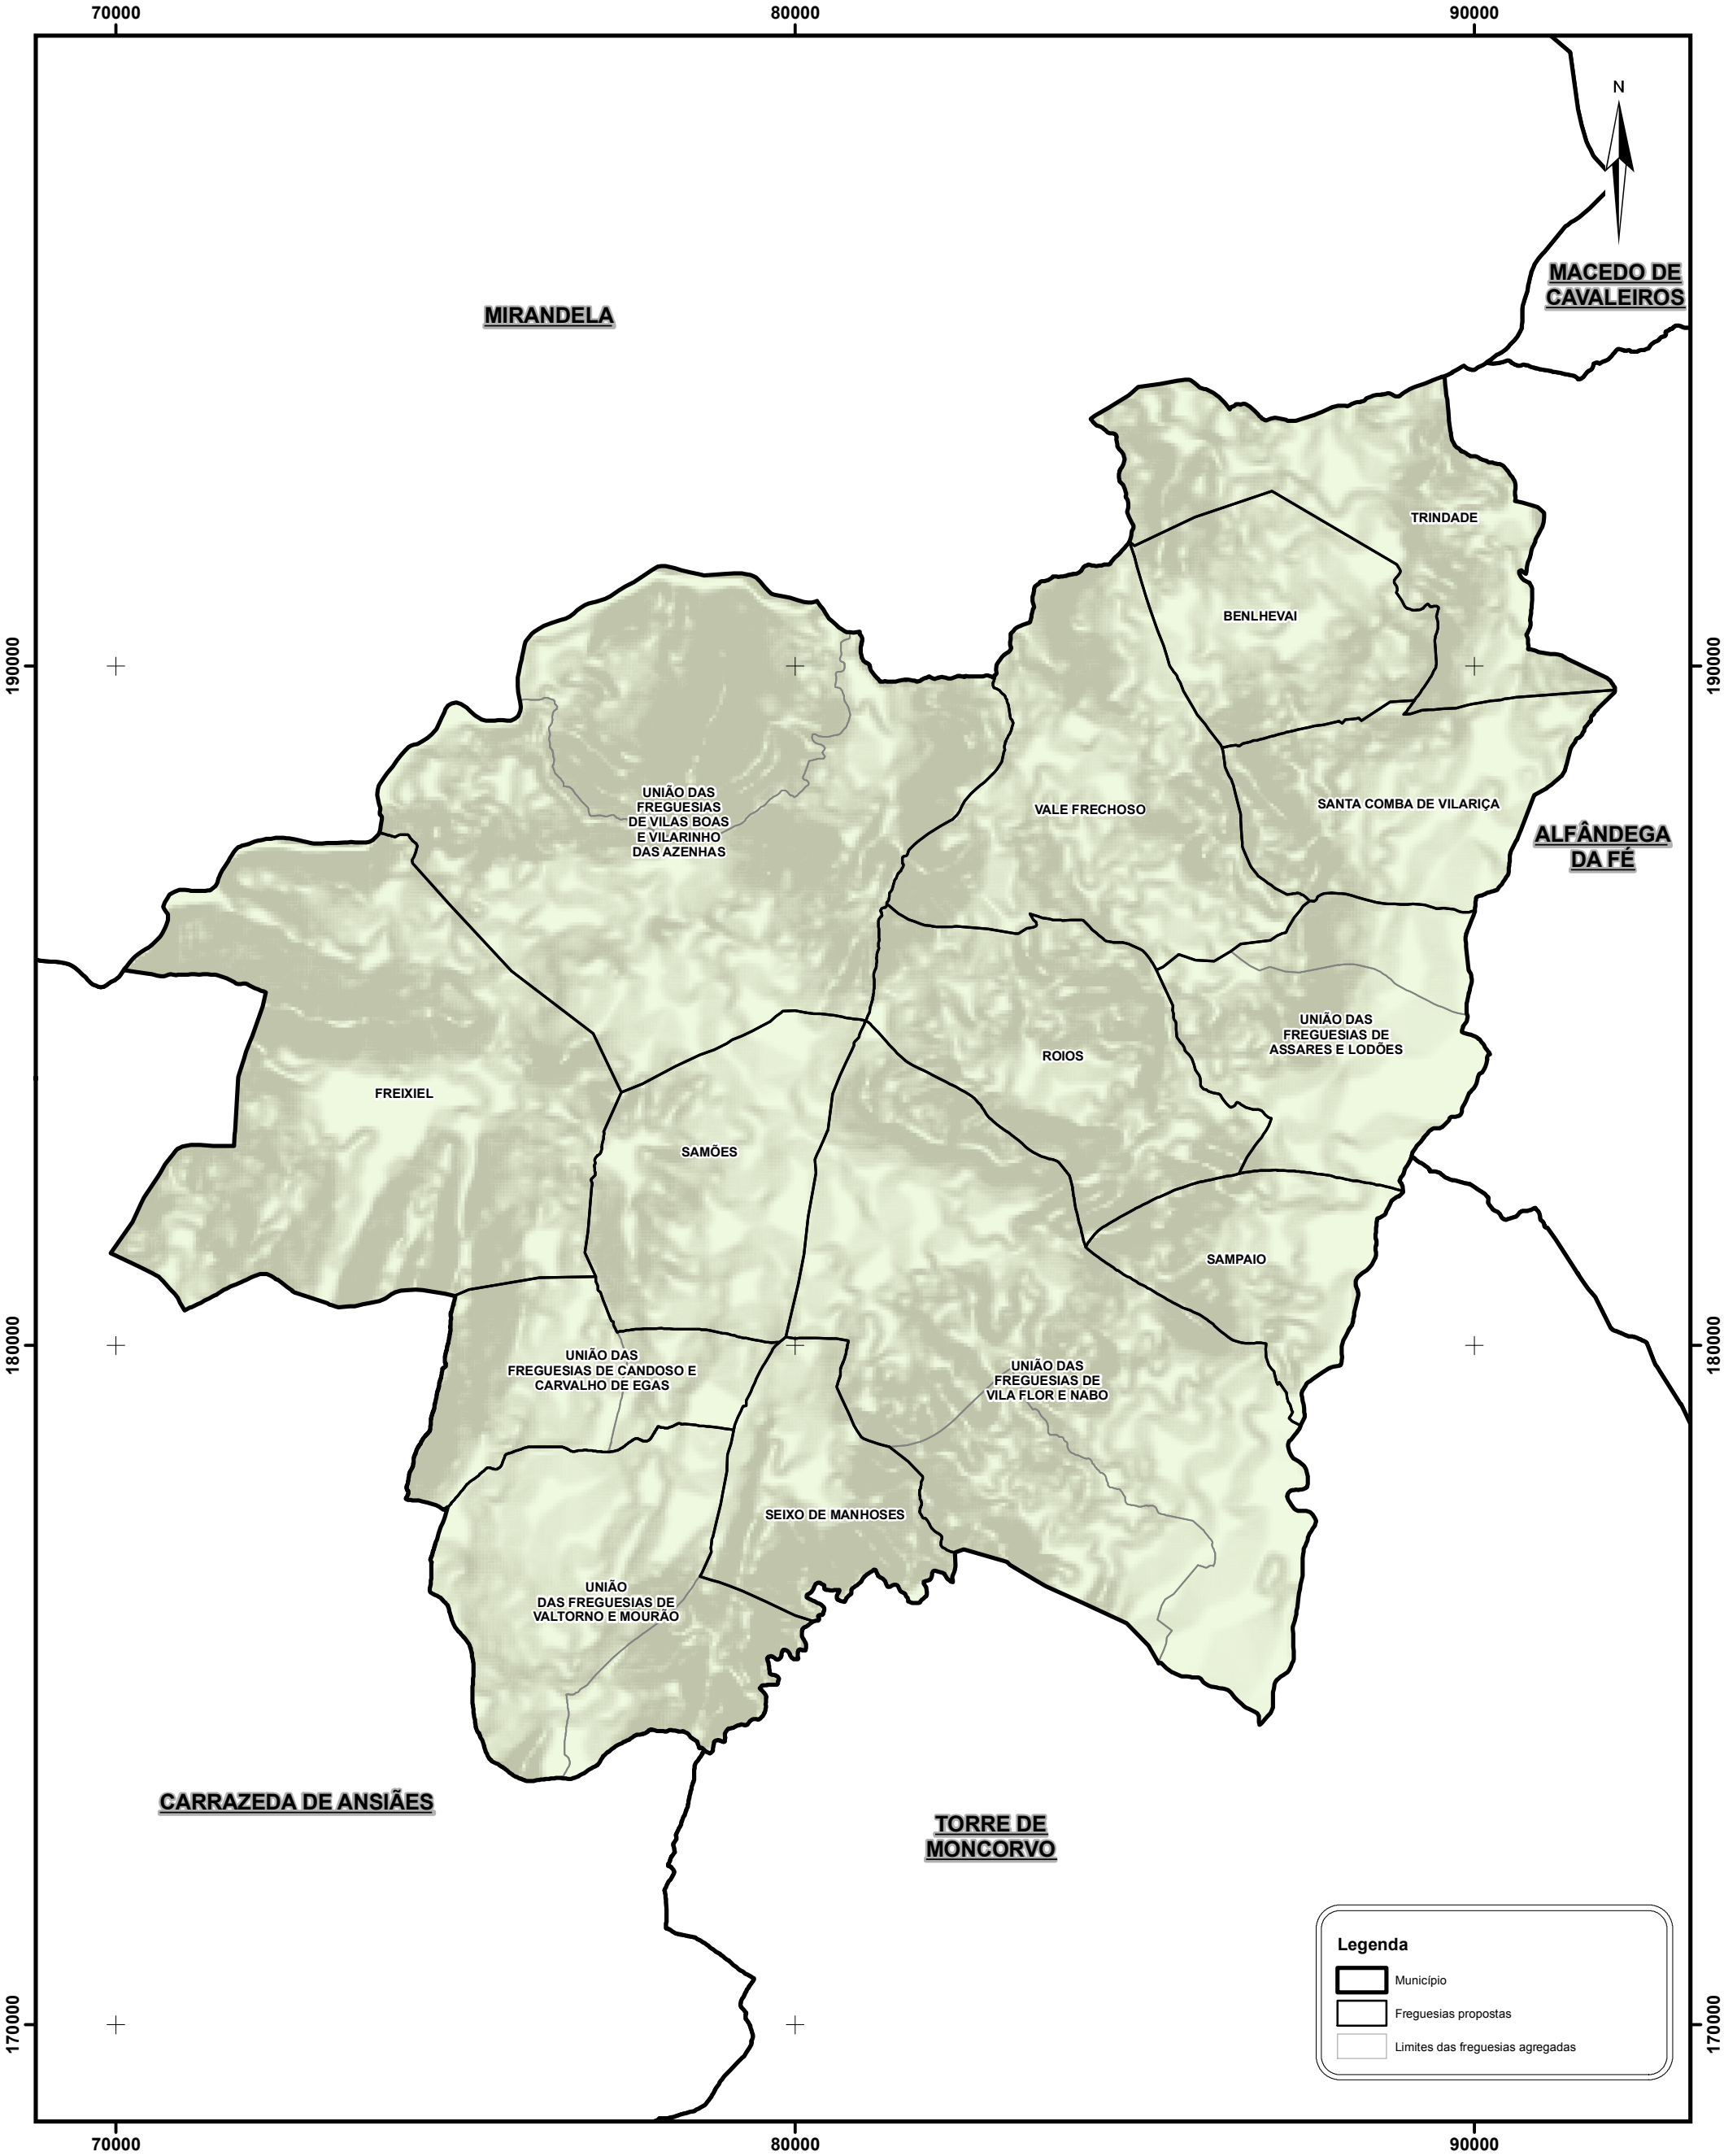 70000
80000
90000
N
MACEDO DE
CAVALEIROS
MIRANDELA
TRINDADE
BENLHEVAI
190000
190000
UNIÃO DAS
FREGUESIAS
DE VILAS BOAS
E VILARINHO
DAS AZENHAS
VALE FRECHOSO
SANTA COMBA DE VILARIÇA
ALFÂNDEGA
DA FÉ
UNIÃO DAS
FREGUESIAS DE
ASSARES E LODÕES
ROIOS
FREIXIEL
SAMÕES
SAMPAIO
180000
180000
UNIÃO DAS
FREGUESIAS DE CANDOSO E
CARVALHO DE EGAS
UNIÃO DAS
FREGUESIAS DE
VILA FLOR E NABO
SEIXO DE MANHOSES
UNIÃO
DAS FREGUESIAS DE
VALTORNO E MOURÃO
CARRAZEDA DE ANSIÃES
TORRE DE
MONCORVO
Legenda
Município
Freguesias propostas
Limites das freguesias agregadas
170000
170000
70000
80000
90000